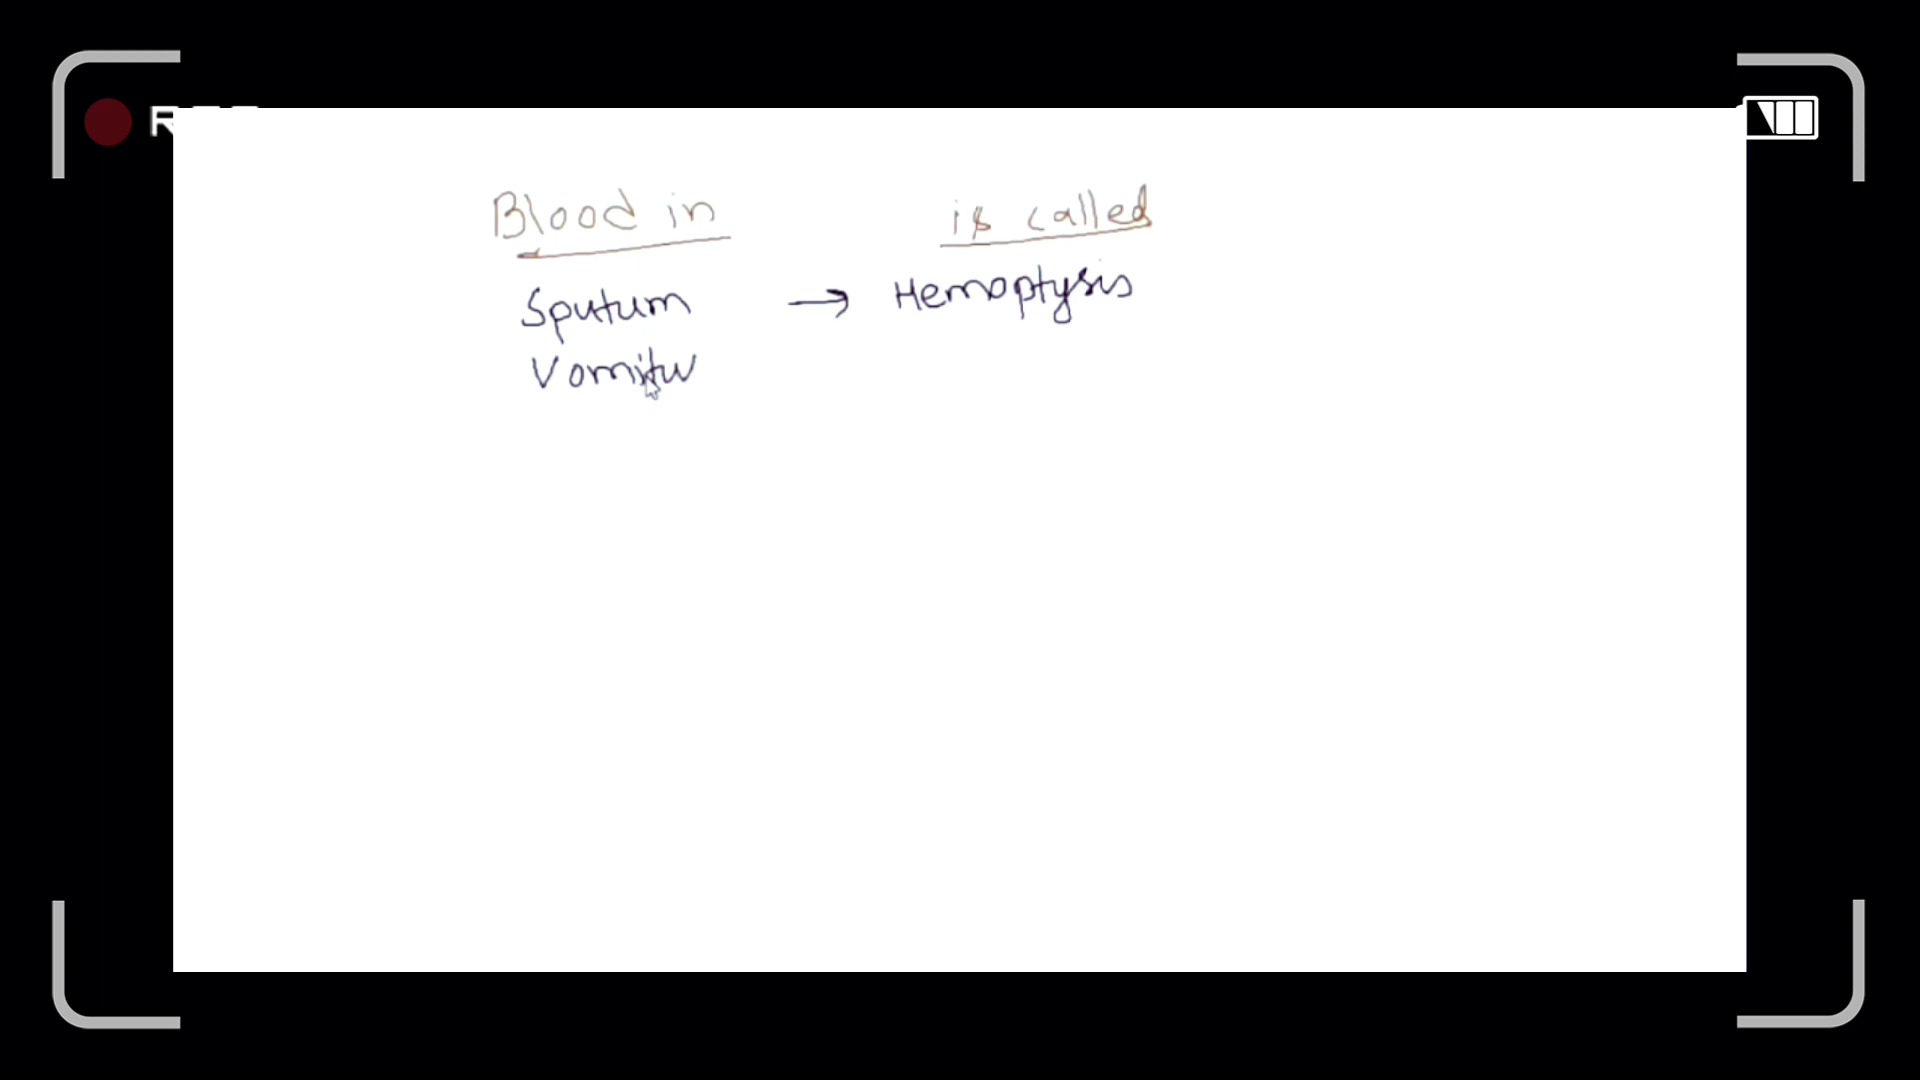 Blood in is called
Sputum → Hemoptysis
Vomitu